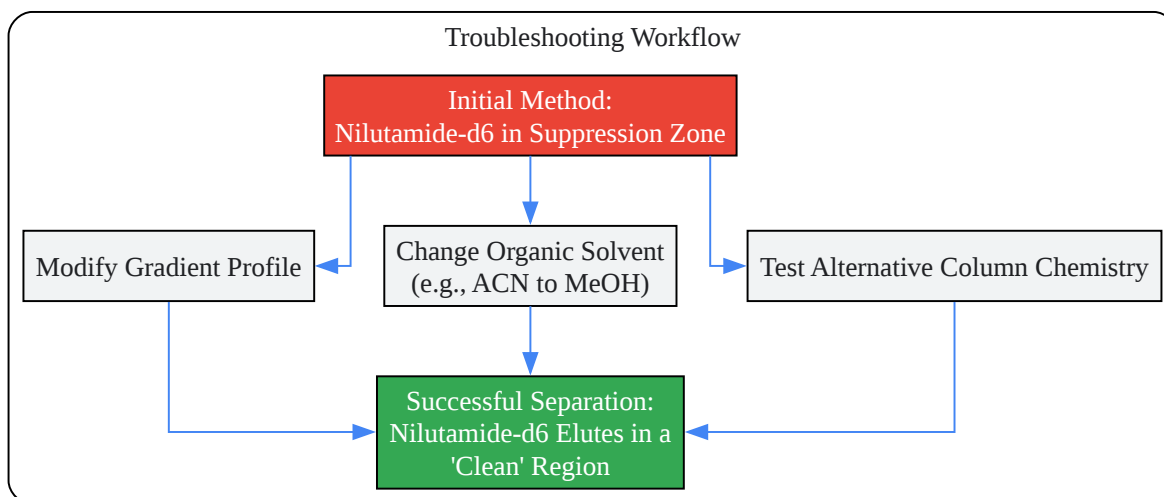 Troubleshooting Workflow
Initial Method:
Nilutamide-d6 in Suppression Zone
Modify Gradient Profile
Change Organic Solvent
(e.g., ACN to MeOH)
Test Alternative Column Chemistry
Successful Separation:
Nilutamide-d6 Elutes in a
'Clean' Region